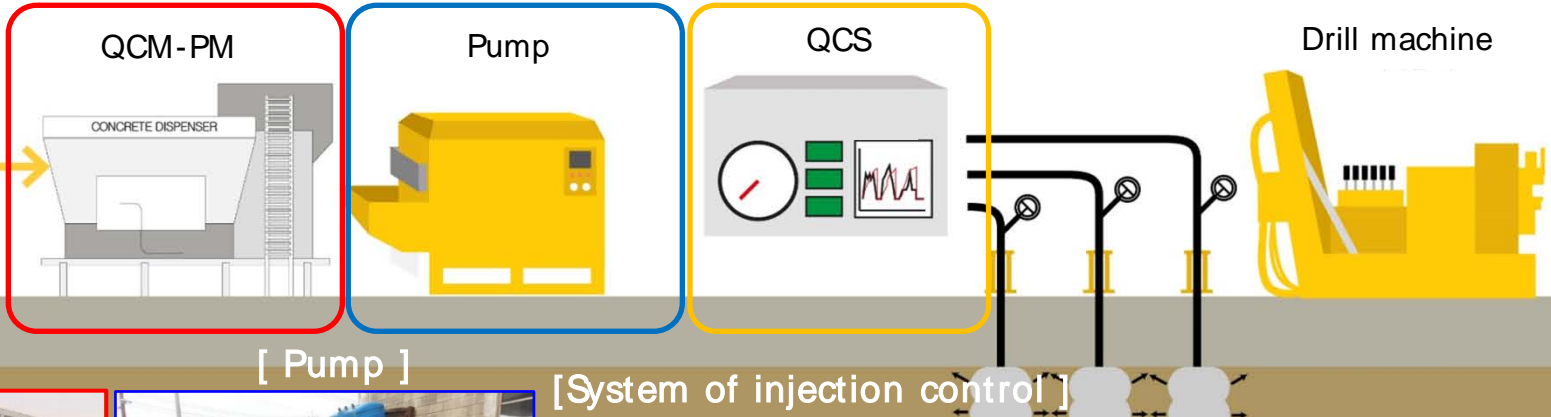 QCM-PM
Pump
QCS
Drill machine
CONCRETE DISPENSER
[ Pump ]
[System of injection control ]